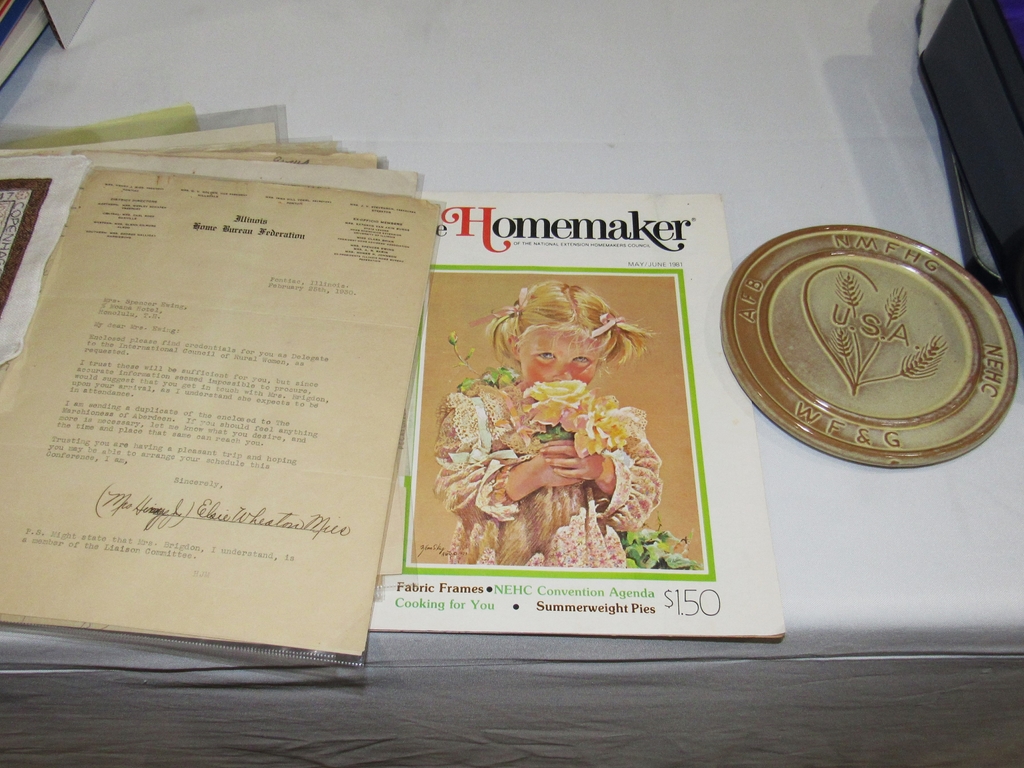 Illinois
Home Bureau Federation
Pontiac, Illinois.
Mrs. Spencer Ewing,
Honolulu, T.H.
My dear Mrs. Ewing:
Enclosed please find credentials for you as Delegate
to the International Council of Rural Women, as
requested.
I trust these will be sufficient for you, but since
accurate information seemed impossible to procure,
would suggest that you get in touch with Mrs. Brigdon,
upon your arrival, as I understand she expects to be
in attendance.
I am sending a duplicate of the enclosed to the
Marchioness of Aberdeen. If you should feel anything
more is necessary, let me know what you desire, and
the time and place that same can reach you.
Trusting you are having a pleasant trip and hoping
you may be able to arrange your schedule this
Conference, I am,
Sincerely,
Elsie Wheaton
P.S. Might state that Mrs. Brigdon, I understand, is
a member of the Liaison Committee.
e Homemaker®
OF THE NATIONAL EXTENSION HOMEMAKERS COUNCIL
MAY/JUNE 1981
Fabric Frames • NEHC Convention Agenda
Cooking for You • Summerweight Pies
$1.50
AFB
NMFHG
NEHC
WF&G
U.S.A.